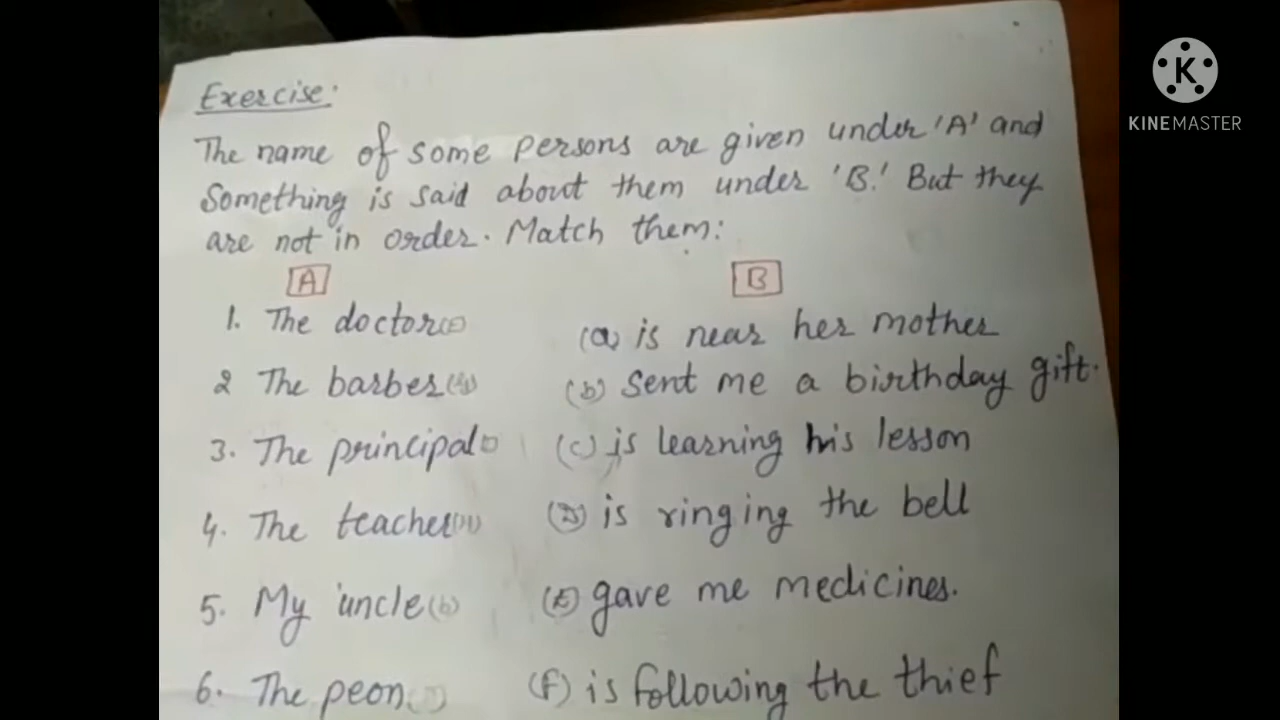 Exercise:
The name of some persons are given under 'A' and
Something is said about them under 'B.' But they
are not in order. Match them:
A B
1. The doctor (a) is near her mother
2 The barber (b) sent me a birthday gift.
3. The principal (c) is learning his lesson
4. The teacher (D) is ringing the bell
5. My uncle (b) (E) gave me medicines.
6. The peon (F) is following the thief
K
KINEMASTER